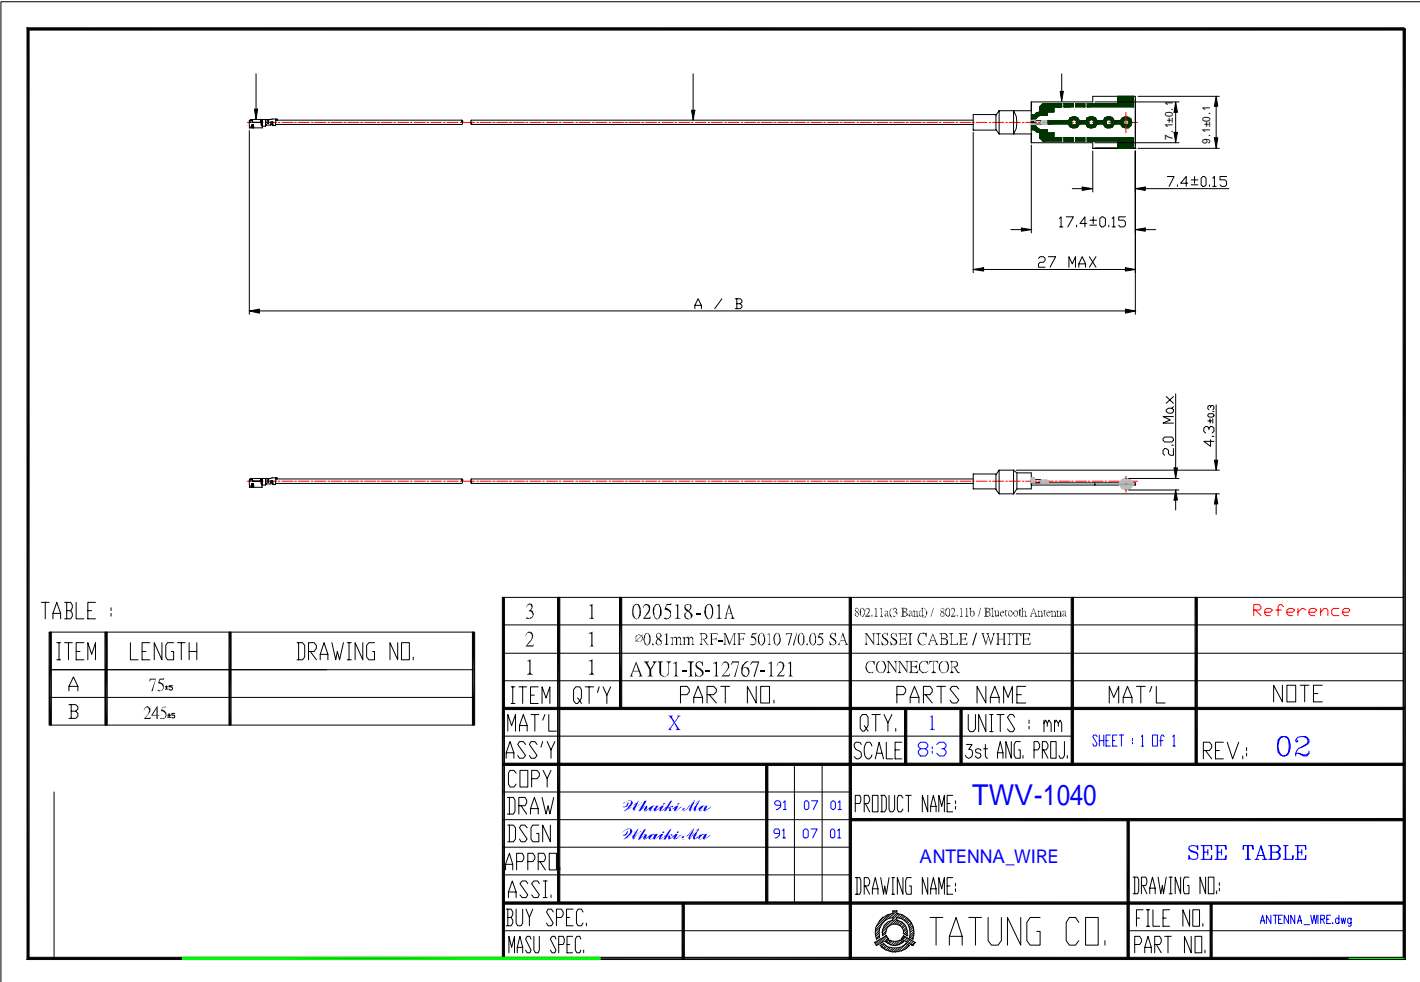 7.1±0.1
9.1±0.1
7.4±0.15
17.4±0.15
27 MAX
A / B
2.0 Max
4.3±0.3
TABLE :
ITEM LENGTH DRAWING NO.
A 75±5
B 245±5
3 1 020518-01A 802.11a(3 Band) / 802.11b / Bluetooth Antenna Reference
2 1 ⌀0.81mm RF-MF 5010 7/0.05 SA NISSEI CABLE / WHITE
1 1 AYU1-IS-12767-121 CONNECTOR
ITEM QT'Y PART NO. PARTS NAME MAT'L NOTE
MAT'L X QTY. 1 UNITS : mm SHEET : 1 OF 1 REV.: 02
ASS'Y SCALE 8:3 3st ANG. PROJ.
COPY
DRAW Whaiki Ma 91 07 01 PRODUCT NAME: TWV-1040
DSGN Whaiki Ma 91 07 01
APPRO ANTENNA_WIRE SEE TABLE
ASSI. DRAWING NAME: DRAWING NO.:
BUY SPEC. TATUNG CO. FILE NO. ANTENNA_WIRE.dwg
MASU SPEC. PART NO.